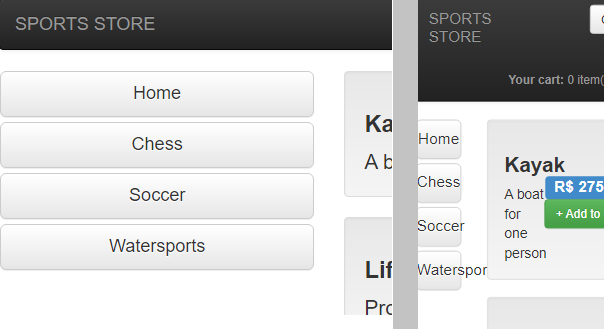 SPORTS STORE
Home
Chess
Soccer
Watersports
Ka
A b
Lif
Pro
SPORTS
STORE
Your cart: 0 item(
Home
Chess
Soccer
Waterspor
Kayak
A boat
for
one
person
R$ 275
+ Add to